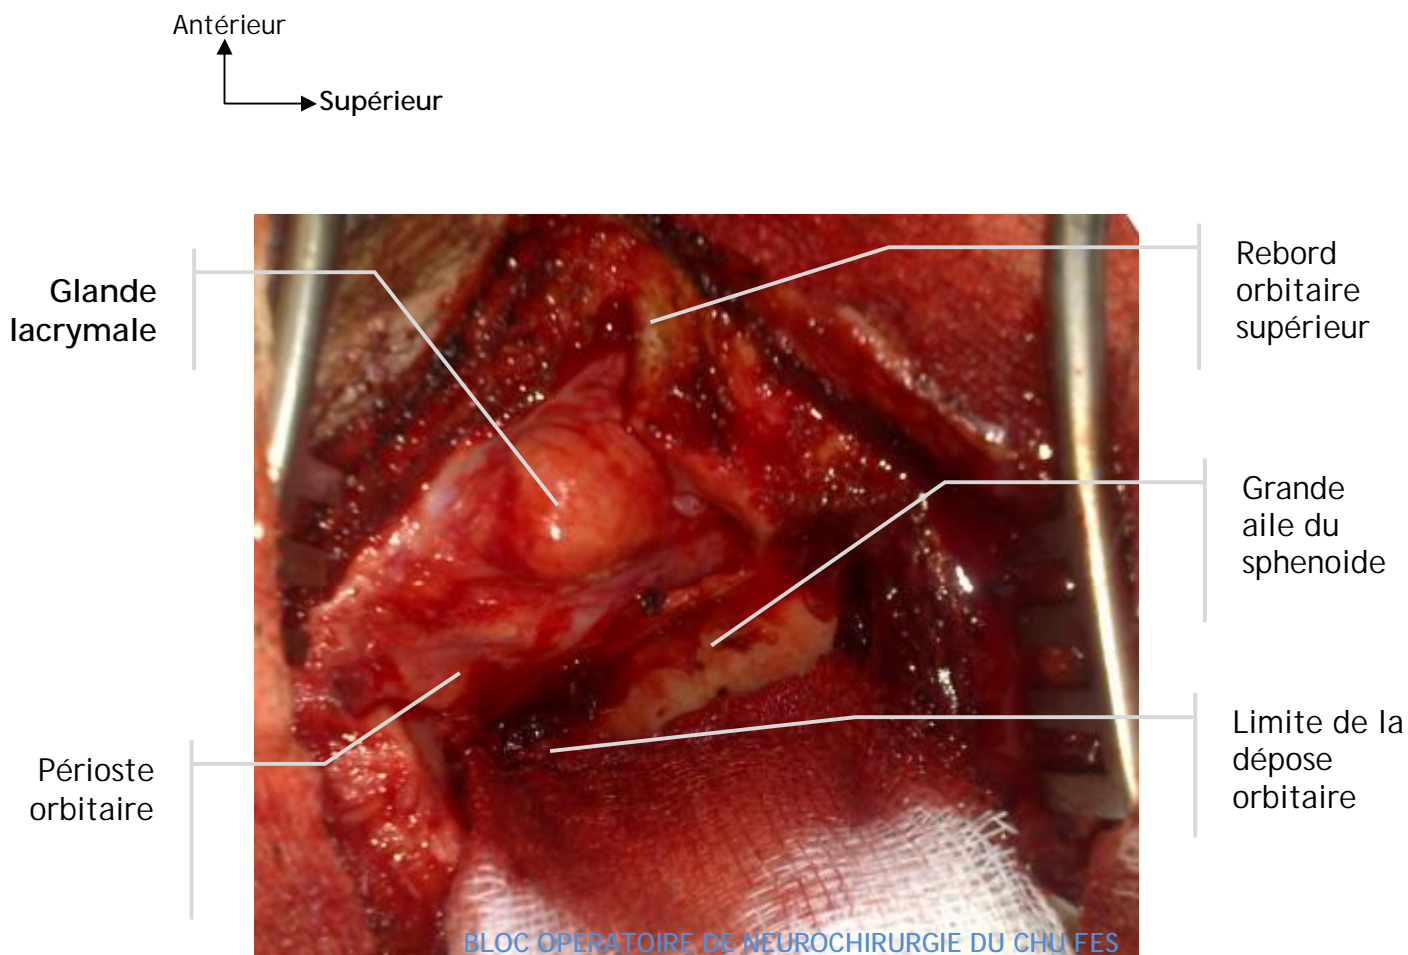 Antérieur
Supérieur
Glande
lacrymale
Rebord
orbitaire
supérieur
Grande
aile du
sphenoide
Périoste
orbitaire
Limite de la
dépose
orbitaire
BLOC OPERATOIRE DE NEUROCHIRURGIE DU CHU FES